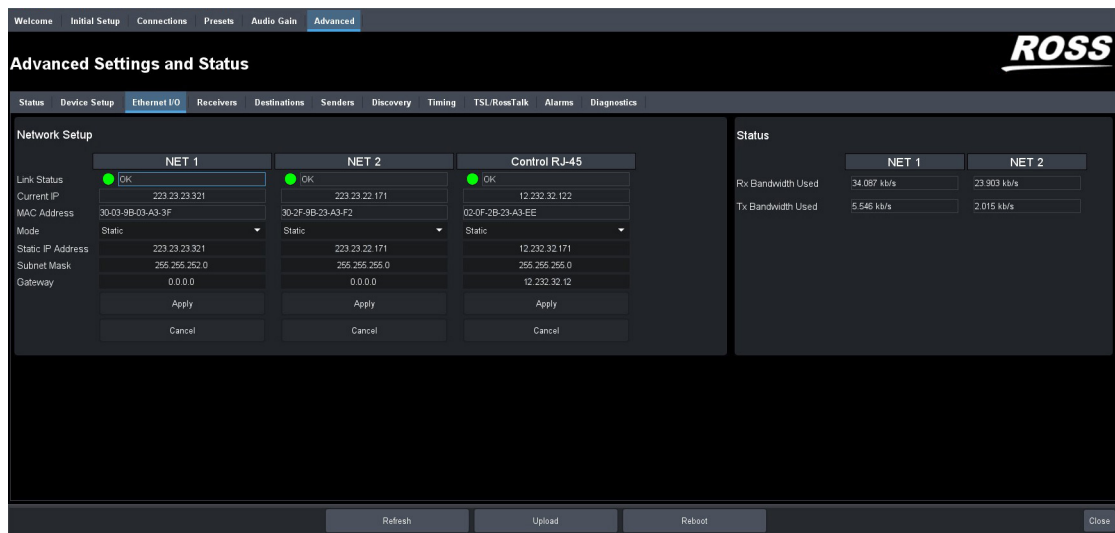 Welcome Initial Setup Connections Presets Audio Gain Advanced
ROSS
Advanced Settings and Status
Status Device Setup Ethernet I/O Receivers Destinations Senders Discovery Timing TSL/RossTalk Alarms Diagnostics
Network Setup
NET 1 NET 2 Control RJ-45
Link Status OK OK OK
Current IP 223.23.23.321 223.23.22.171 12.232.32.122
MAC Address 30-03-9B-03-A3-3F 30-2F-9B-23-A3-F2 02-0F-2B-23-A3-EE
Mode Static Static Static
Static IP Address 223.23.23.321 223.23.22.171 12.232.32.171
Subnet Mask 255.255.252.0 255.255.255.0 255.255.255.0
Gateway 0.0.0.0 0.0.0.0 12.232.32.12
Apply Apply Apply
Cancel Cancel Cancel
Status
NET 1 NET 2
Rx Bandwidth Used 34.087 kb/s 23.903 kb/s
Tx Bandwidth Used 5.546 kb/s 2.015 kb/s
Refresh Upload Reboot Close